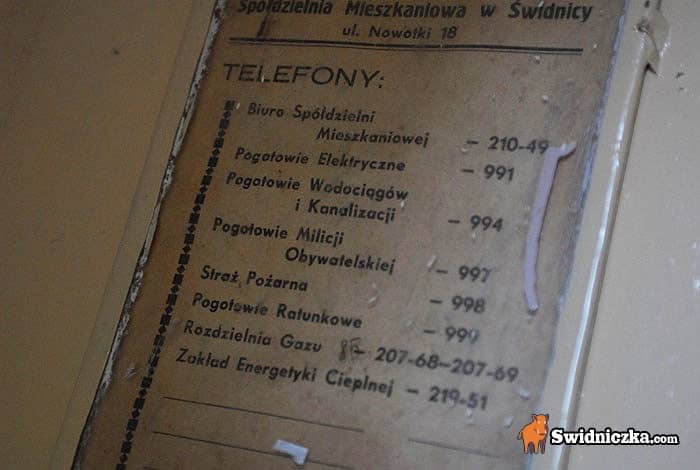 Spółdzielnia Mieszkaniowa w Świdnicy
ul. Nowotki 18
TELEFONY:
Biuro Spółdzielni
Mieszkaniowej – 210-49
Pogotowie Elektryczne – 991
Pogotowie Wodociągów
i Kanalizacji – 994
Pogotowie Milicji
Obywatelskiej – 997
Straż Pożarna – 998
Pogotowie Ratunkowe – 999
Rozdzielnia Gazu – 207-68–207-69
Zakład Energetyki Cieplnej – 219-51
Swidniczka.com